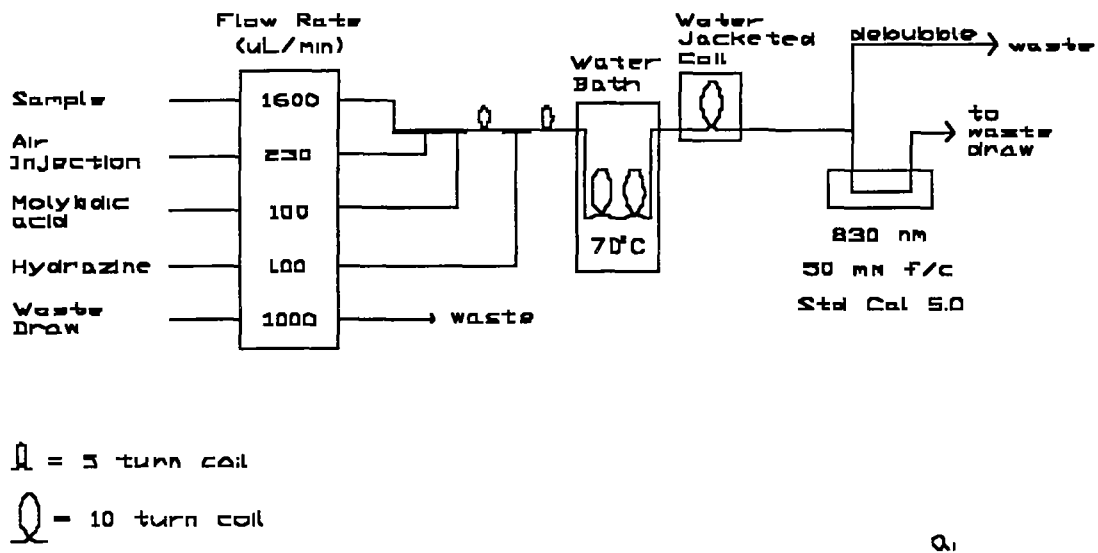 Flow Rate
(uL/min)
Water
Jacketed
Coil
debubble
waste
Water
Bath
Sample
1600
to
waste
draw
Air
Injection
230
Molybdic
acid
100
70°C
830 nm
Hydrazine
100
50 mm f/c
Std Cal 5.0
Waste
Draw
1000
waste
= 5 turn coil
= 10 turn coil
a,